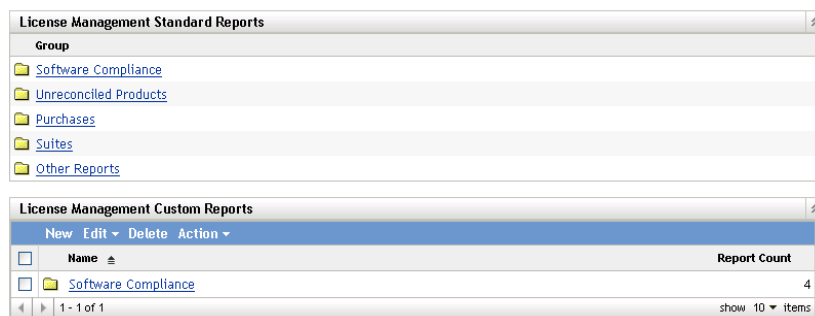 License Management Standard Reports
Group
Software Compliance
Unreconciled Products
Purchases
Suites
Other Reports
License Management Custom Reports
New Edit Delete Action
Name Report Count
Software Compliance 4
1 - 1 of 1 show 10 items